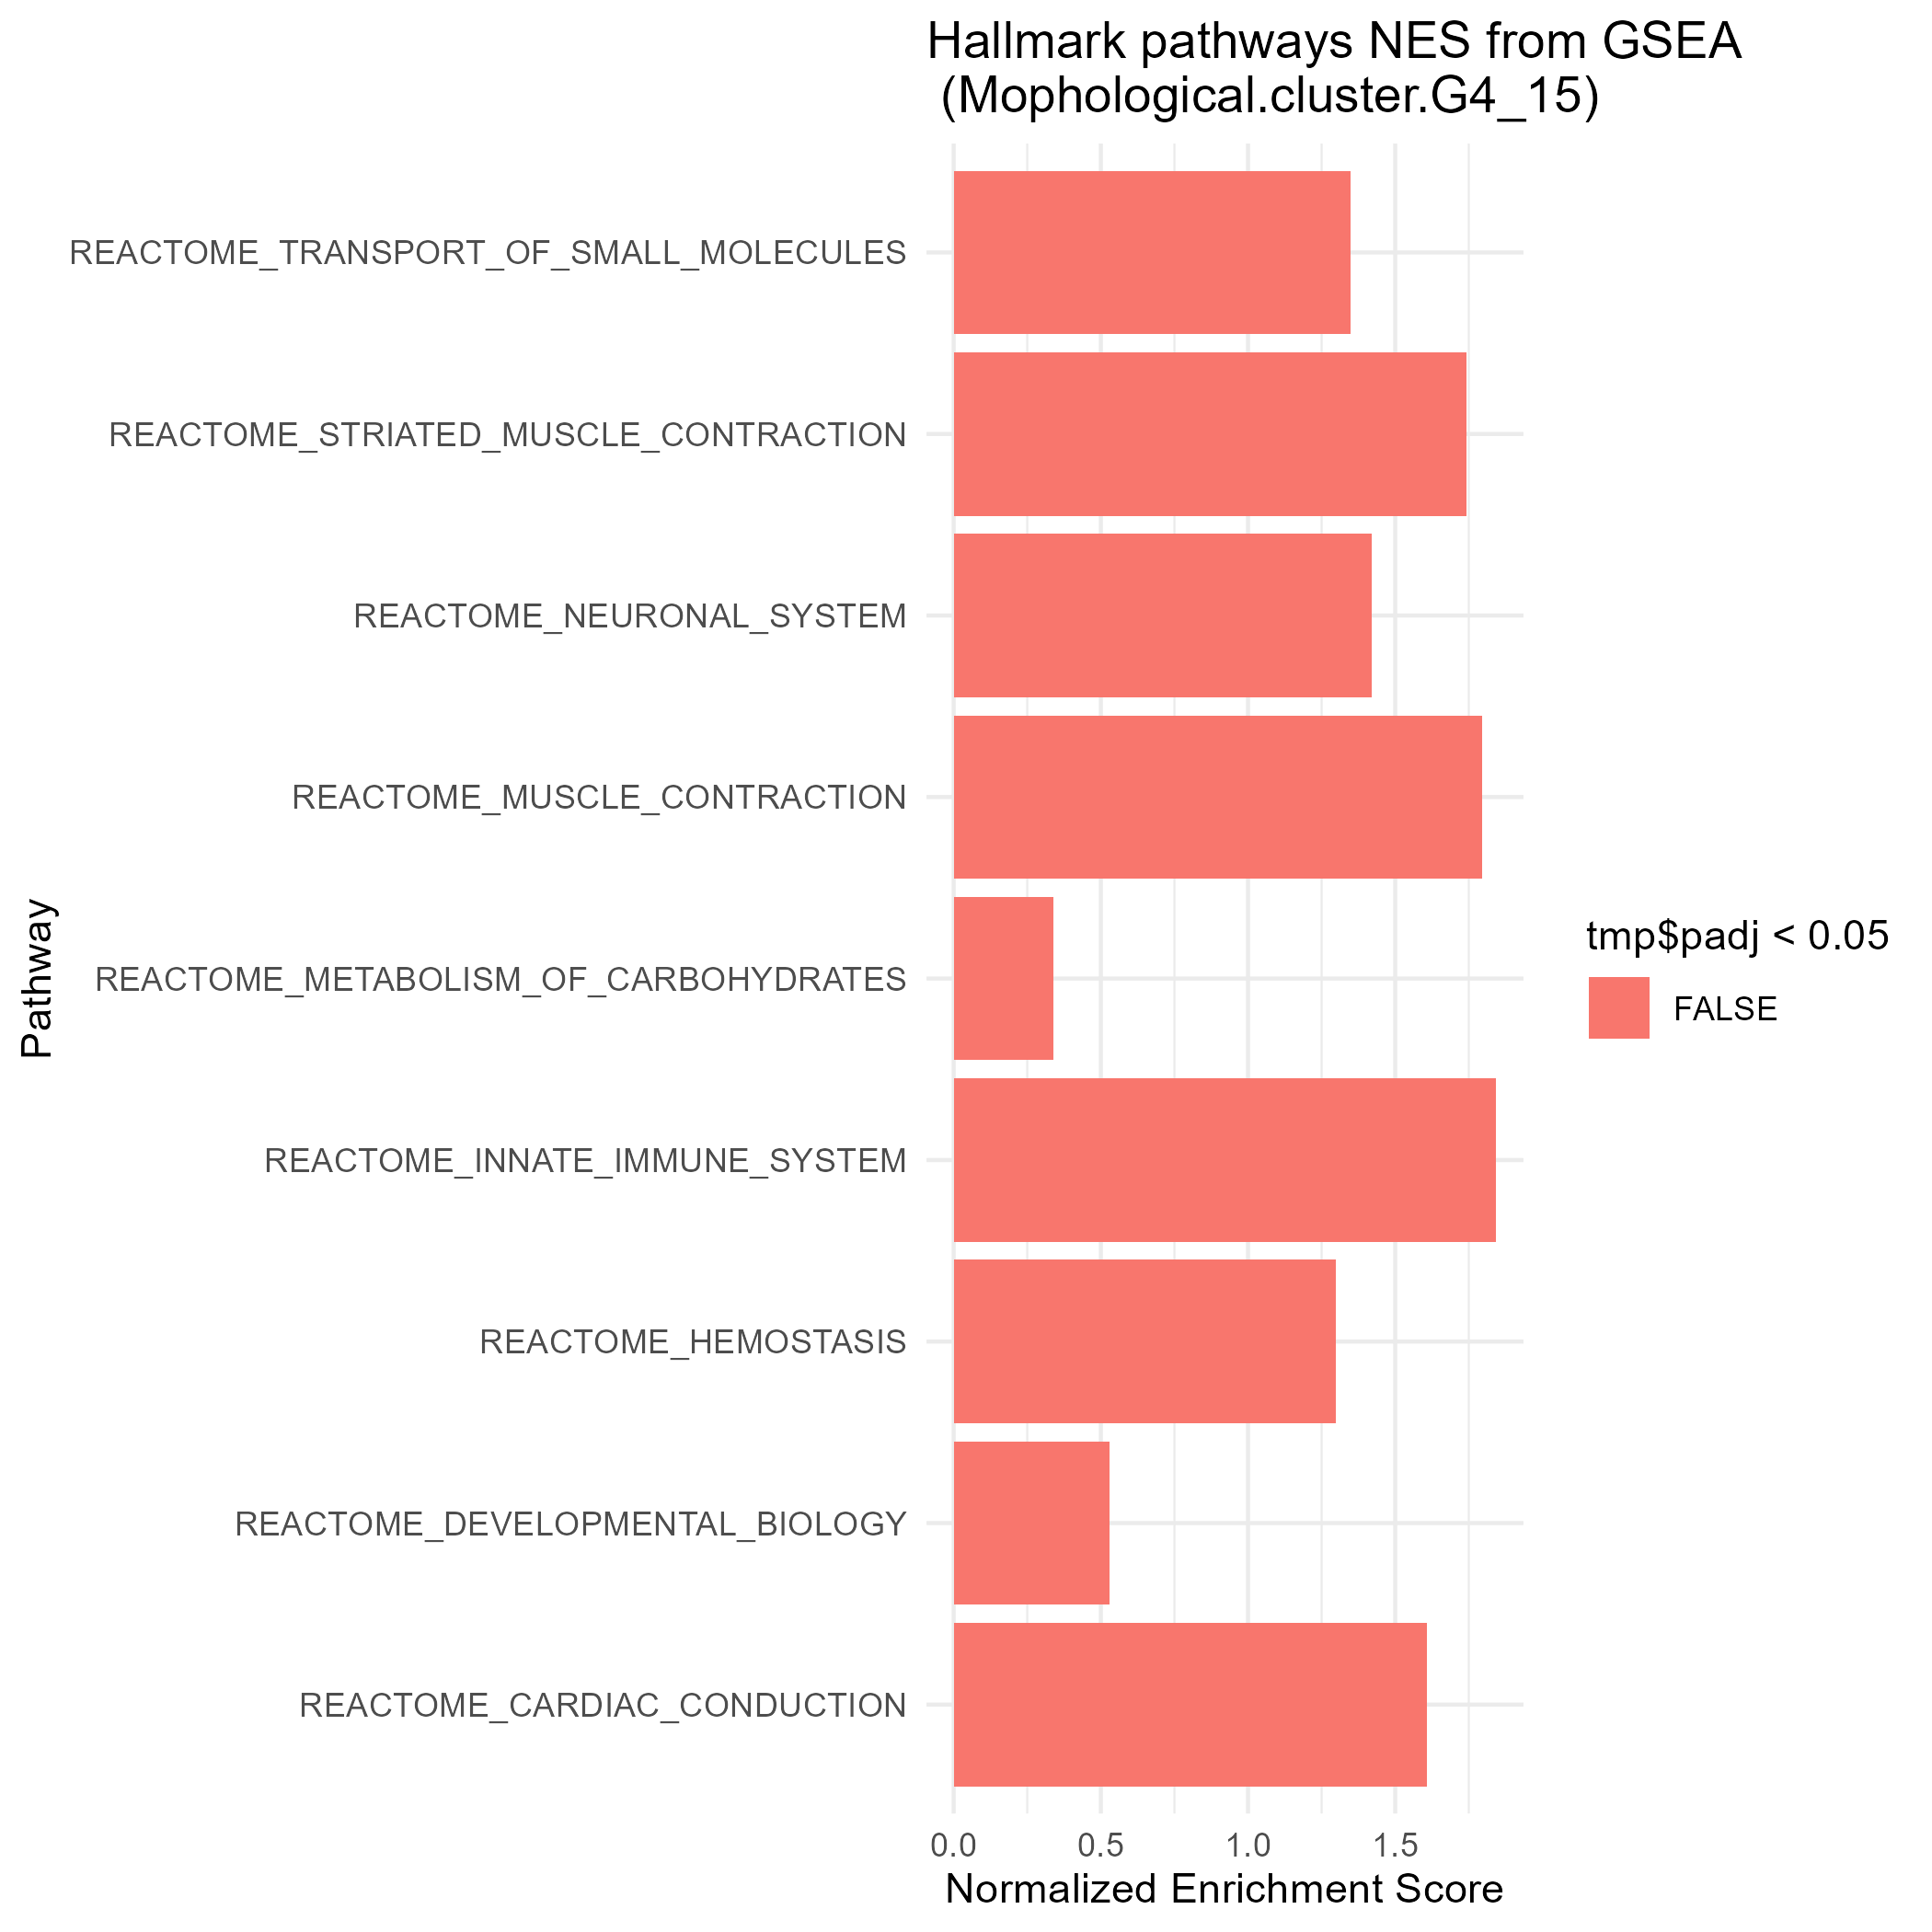 Hallmark pathways NES from GSEA
(Mophological.cluster.G4_15)
REACTOME_TRANSPORT_OF_SMALL_MOLECULES
REACTOME_STRIATED_MUSCLE_CONTRACTION
REACTOME_NEURONAL_SYSTEM
REACTOME_MUSCLE_CONTRACTION
REACTOME_METABOLISM_OF_CARBOHYDRATES
REACTOME_INNATE_IMMUNE_SYSTEM
REACTOME_HEMOSTASIS
REACTOME_DEVELOPMENTAL_BIOLOGY
REACTOME_CARDIAC_CONDUCTION
Pathway
0.0 0.5 1.0 1.5
Normalized Enrichment Score
tmp$padj < 0.05
FALSE